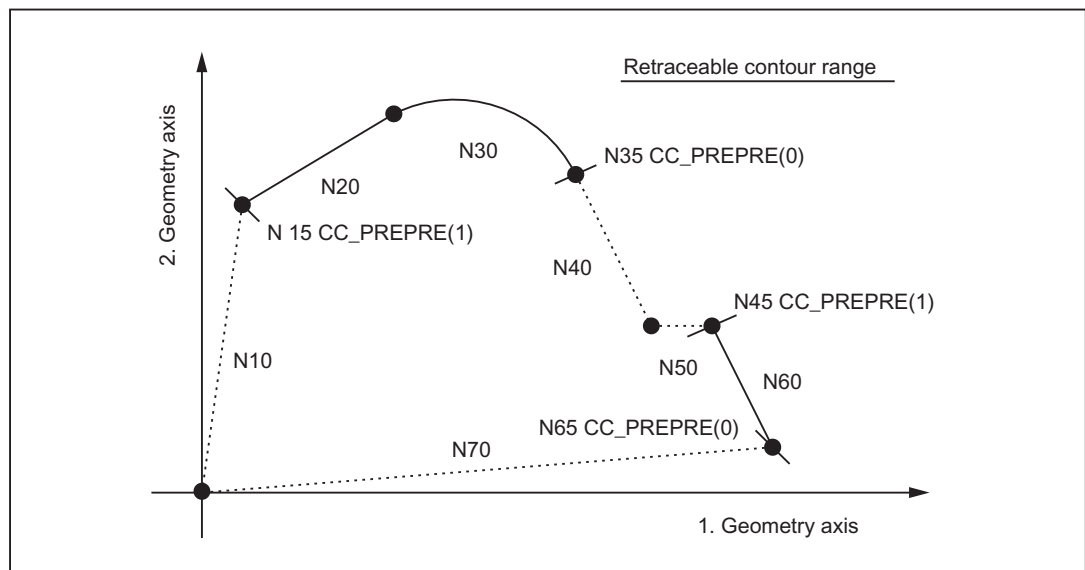 Retraceable contour range
2. Geometry axis
N30
N35 CC_PREPRE(0)
N20
N 15 CC_PREPRE(1)
N40
N45 CC_PREPRE(1)
N10
N50
N60
N65 CC_PREPRE(0)
N70
1. Geometry axis